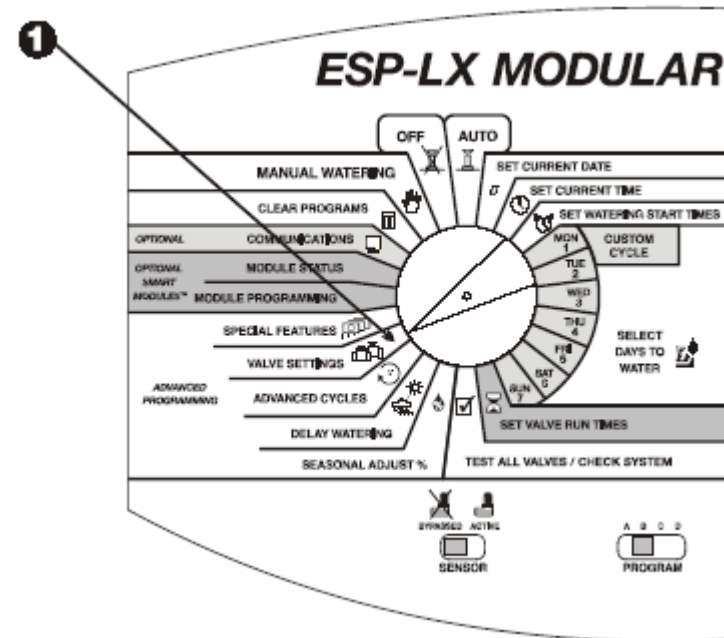 1
ESP-LX MODULAR
OFF
AUTO
MANUAL WATERING
CLEAR PROGRAMS
OPTIONAL
COMMUNICATIONS
OPTIONAL
SMART
MODULES™
MODULE STATUS
MODULE PROGRAMMING
SPECIAL FEATURES
VALVE SETTINGS
ADVANCED
PROGRAMMING
ADVANCED CYCLES
DELAY WATERING
SEASONAL ADJUST %
SET CURRENT DATE
SET CURRENT TIME
SET WATERING START TIMES
CUSTOM
CYCLE
MON
1
TUE
2
WED
3
THU
4
FRI
5
SAT
6
SUN
7
SELECT
DAYS TO
WATER
SET VALVE RUN TIMES
TEST ALL VALVES / CHECK SYSTEM
BYPASSED ACTIVE
SENSOR
A B C D
PROGRAM